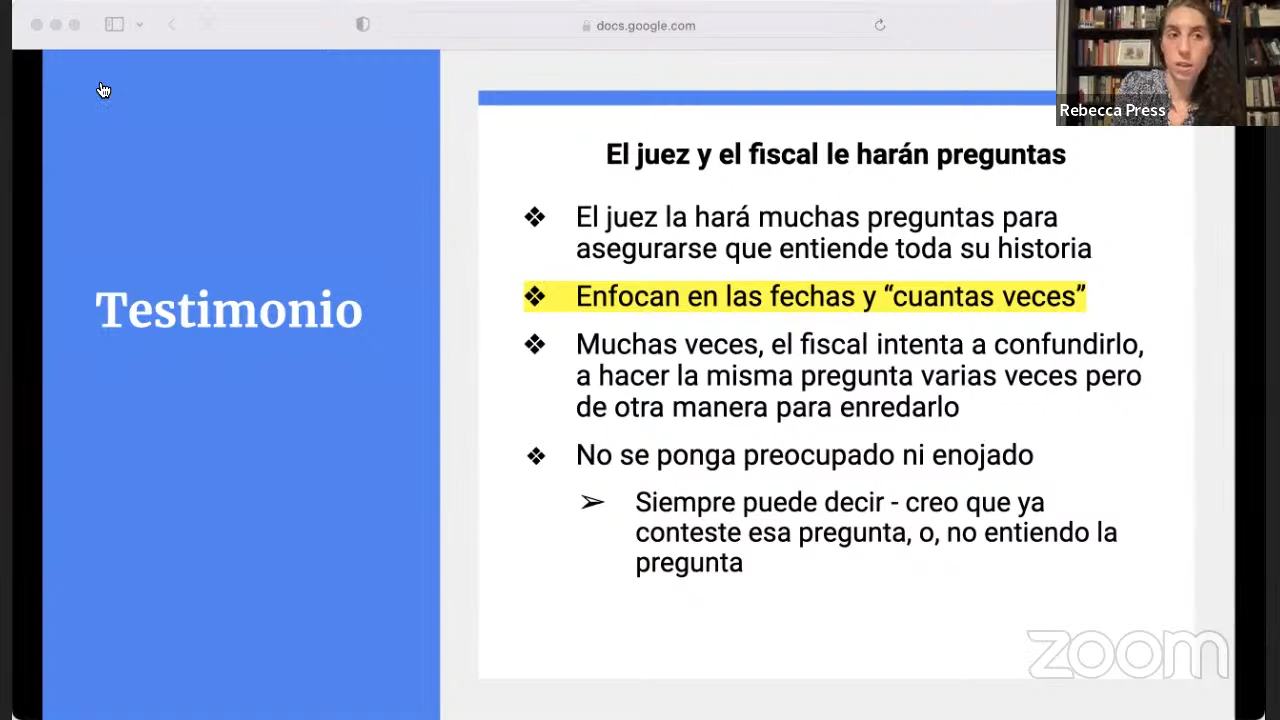 docs.google.com
Rebecca Press
Testimonio
El juez y el fiscal le harán preguntas
❖ El juez la hará muchas preguntas para
asegurarse que entiende toda su historia
❖ Enfocan en las fechas y “cuantas veces”
❖ Muchas veces, el fiscal intenta a confundirlo,
a hacer la misma pregunta varias veces pero
de otra manera para enredarlo
❖ No se ponga preocupado ni enojado
➢ Siempre puede decir - creo que ya
conteste esa pregunta, o, no entiendo la
pregunta
zoom